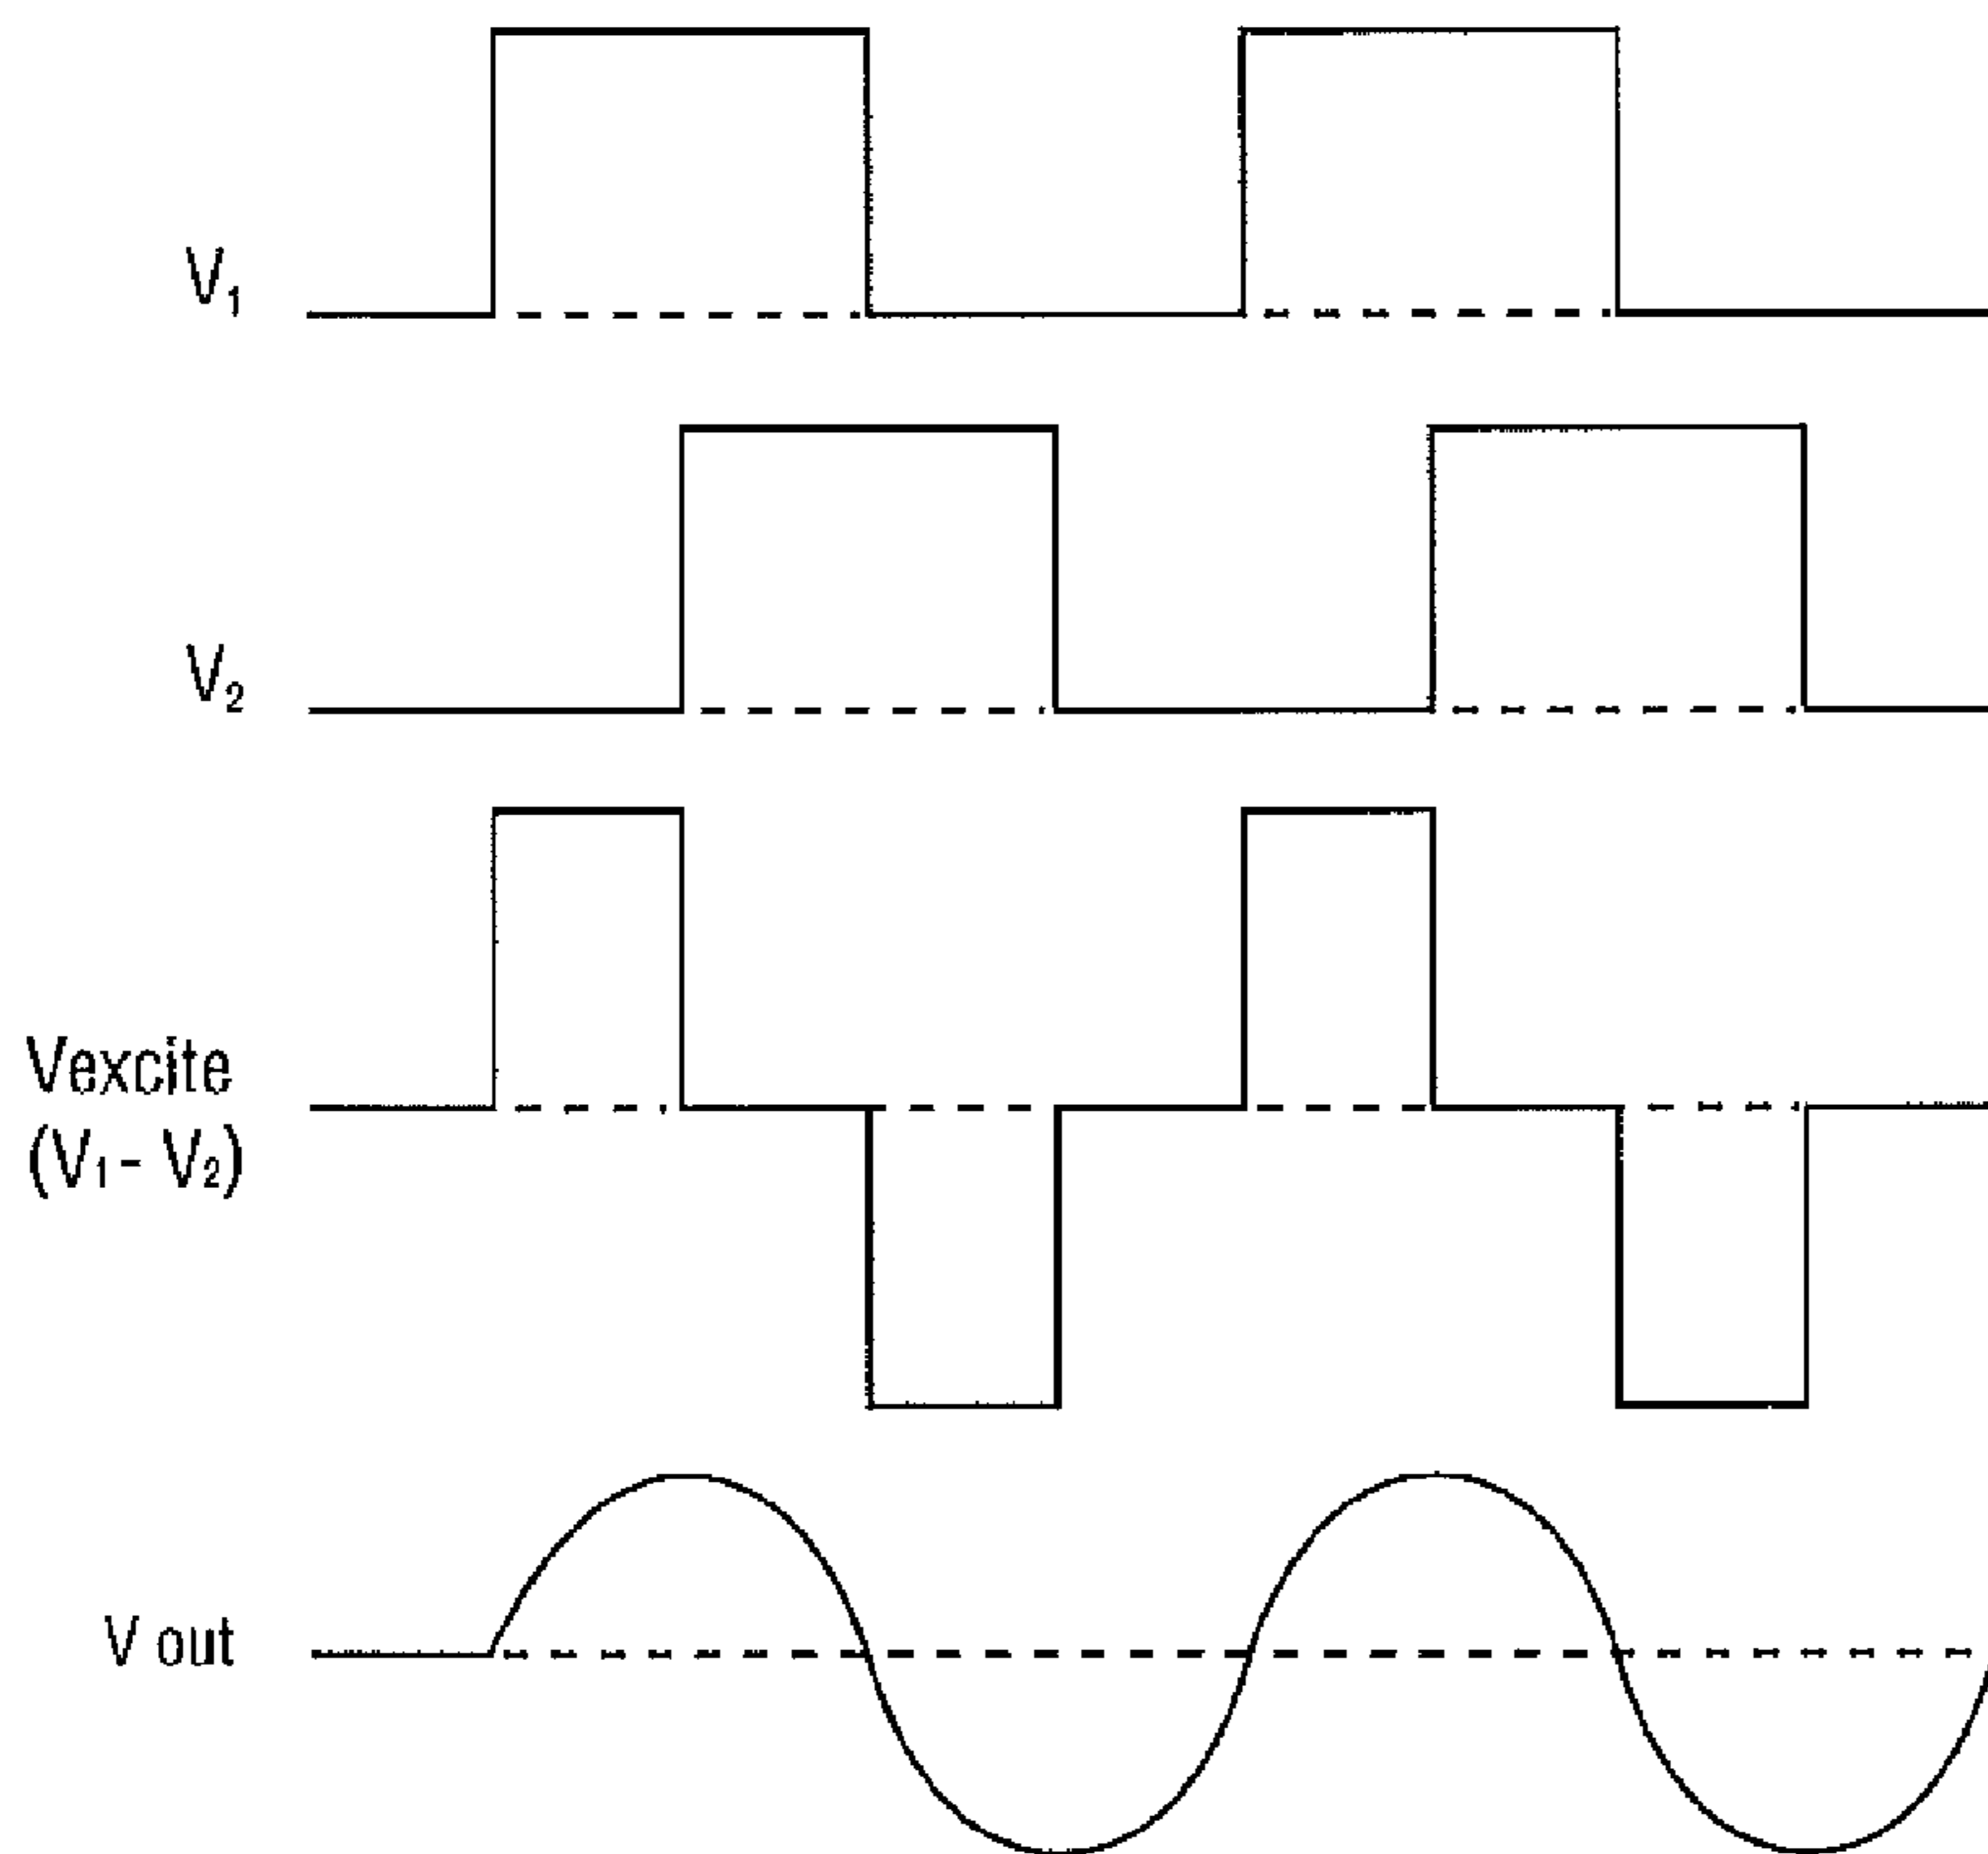 V₁
V₂
Vexcite
(V₁ - V₂)
V out